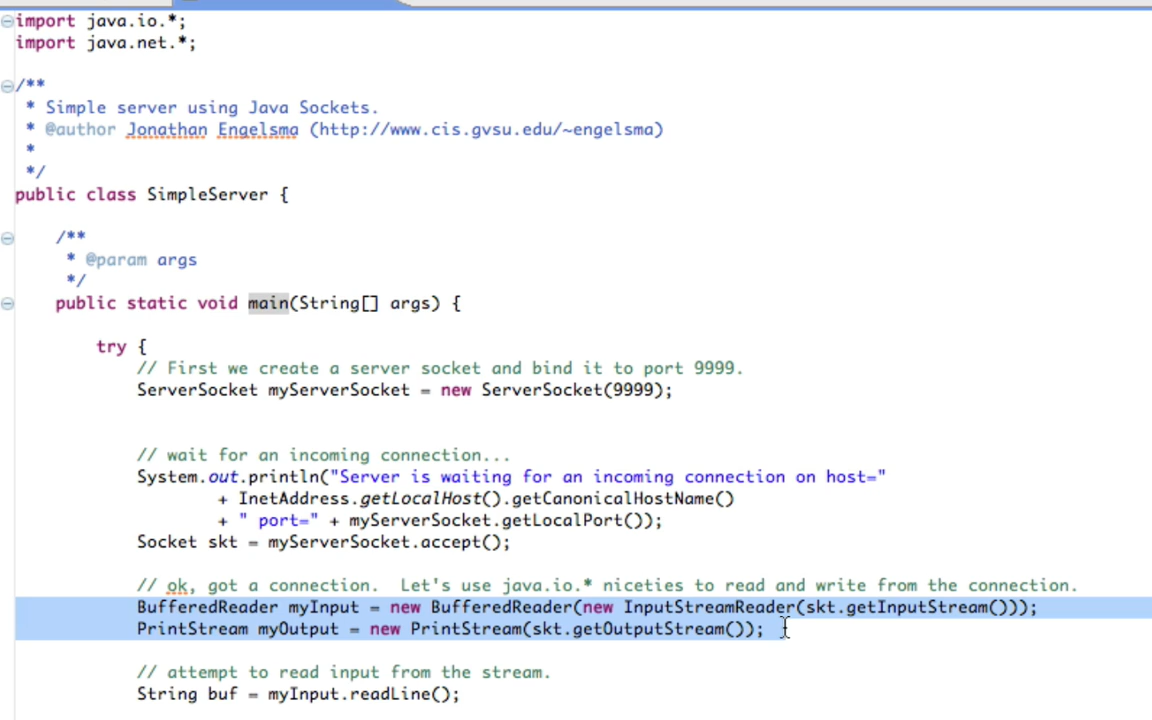 import java.io.*;
import java.net.*;
/**
* Simple server using Java Sockets.
* @author Jonathan Engelsma (http://www.cis.gvsu.edu/~engelsma)
*
*/
public class SimpleServer {
/**
* @param args
*/
public static void main(String[] args) {
try {
// First we create a server socket and bind it to port 9999.
ServerSocket myServerSocket = new ServerSocket(9999);
// wait for an incoming connection...
System.out.println("Server is waiting for an incoming connection on host="
+ InetAddress.getLocalHost().getCanonicalHostName()
+ " port=" + myServerSocket.getLocalPort());
Socket skt = myServerSocket.accept();
// ok, got a connection.  Let's use java.io.* niceties to read and write from the connection.
BufferedReader myInput = new BufferedReader(new InputStreamReader(skt.getInputStream()));
PrintStream myOutput = new PrintStream(skt.getOutputStream());
// attempt to read input from the stream.
String buf = myInput.readLine();